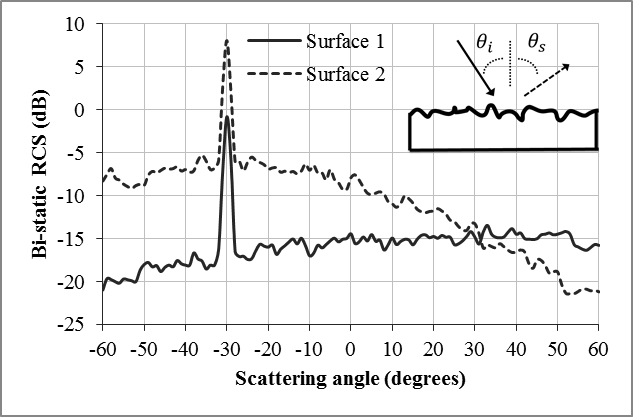 Surface 1
Surface 2
θi
θs
Bi-static RCS (dB)
10
5
0
-5
-10
-15
-20
-25
-60 -50 -40 -30 -20 -10 0 10 20 30 40 50 60
Scattering angle (degrees)